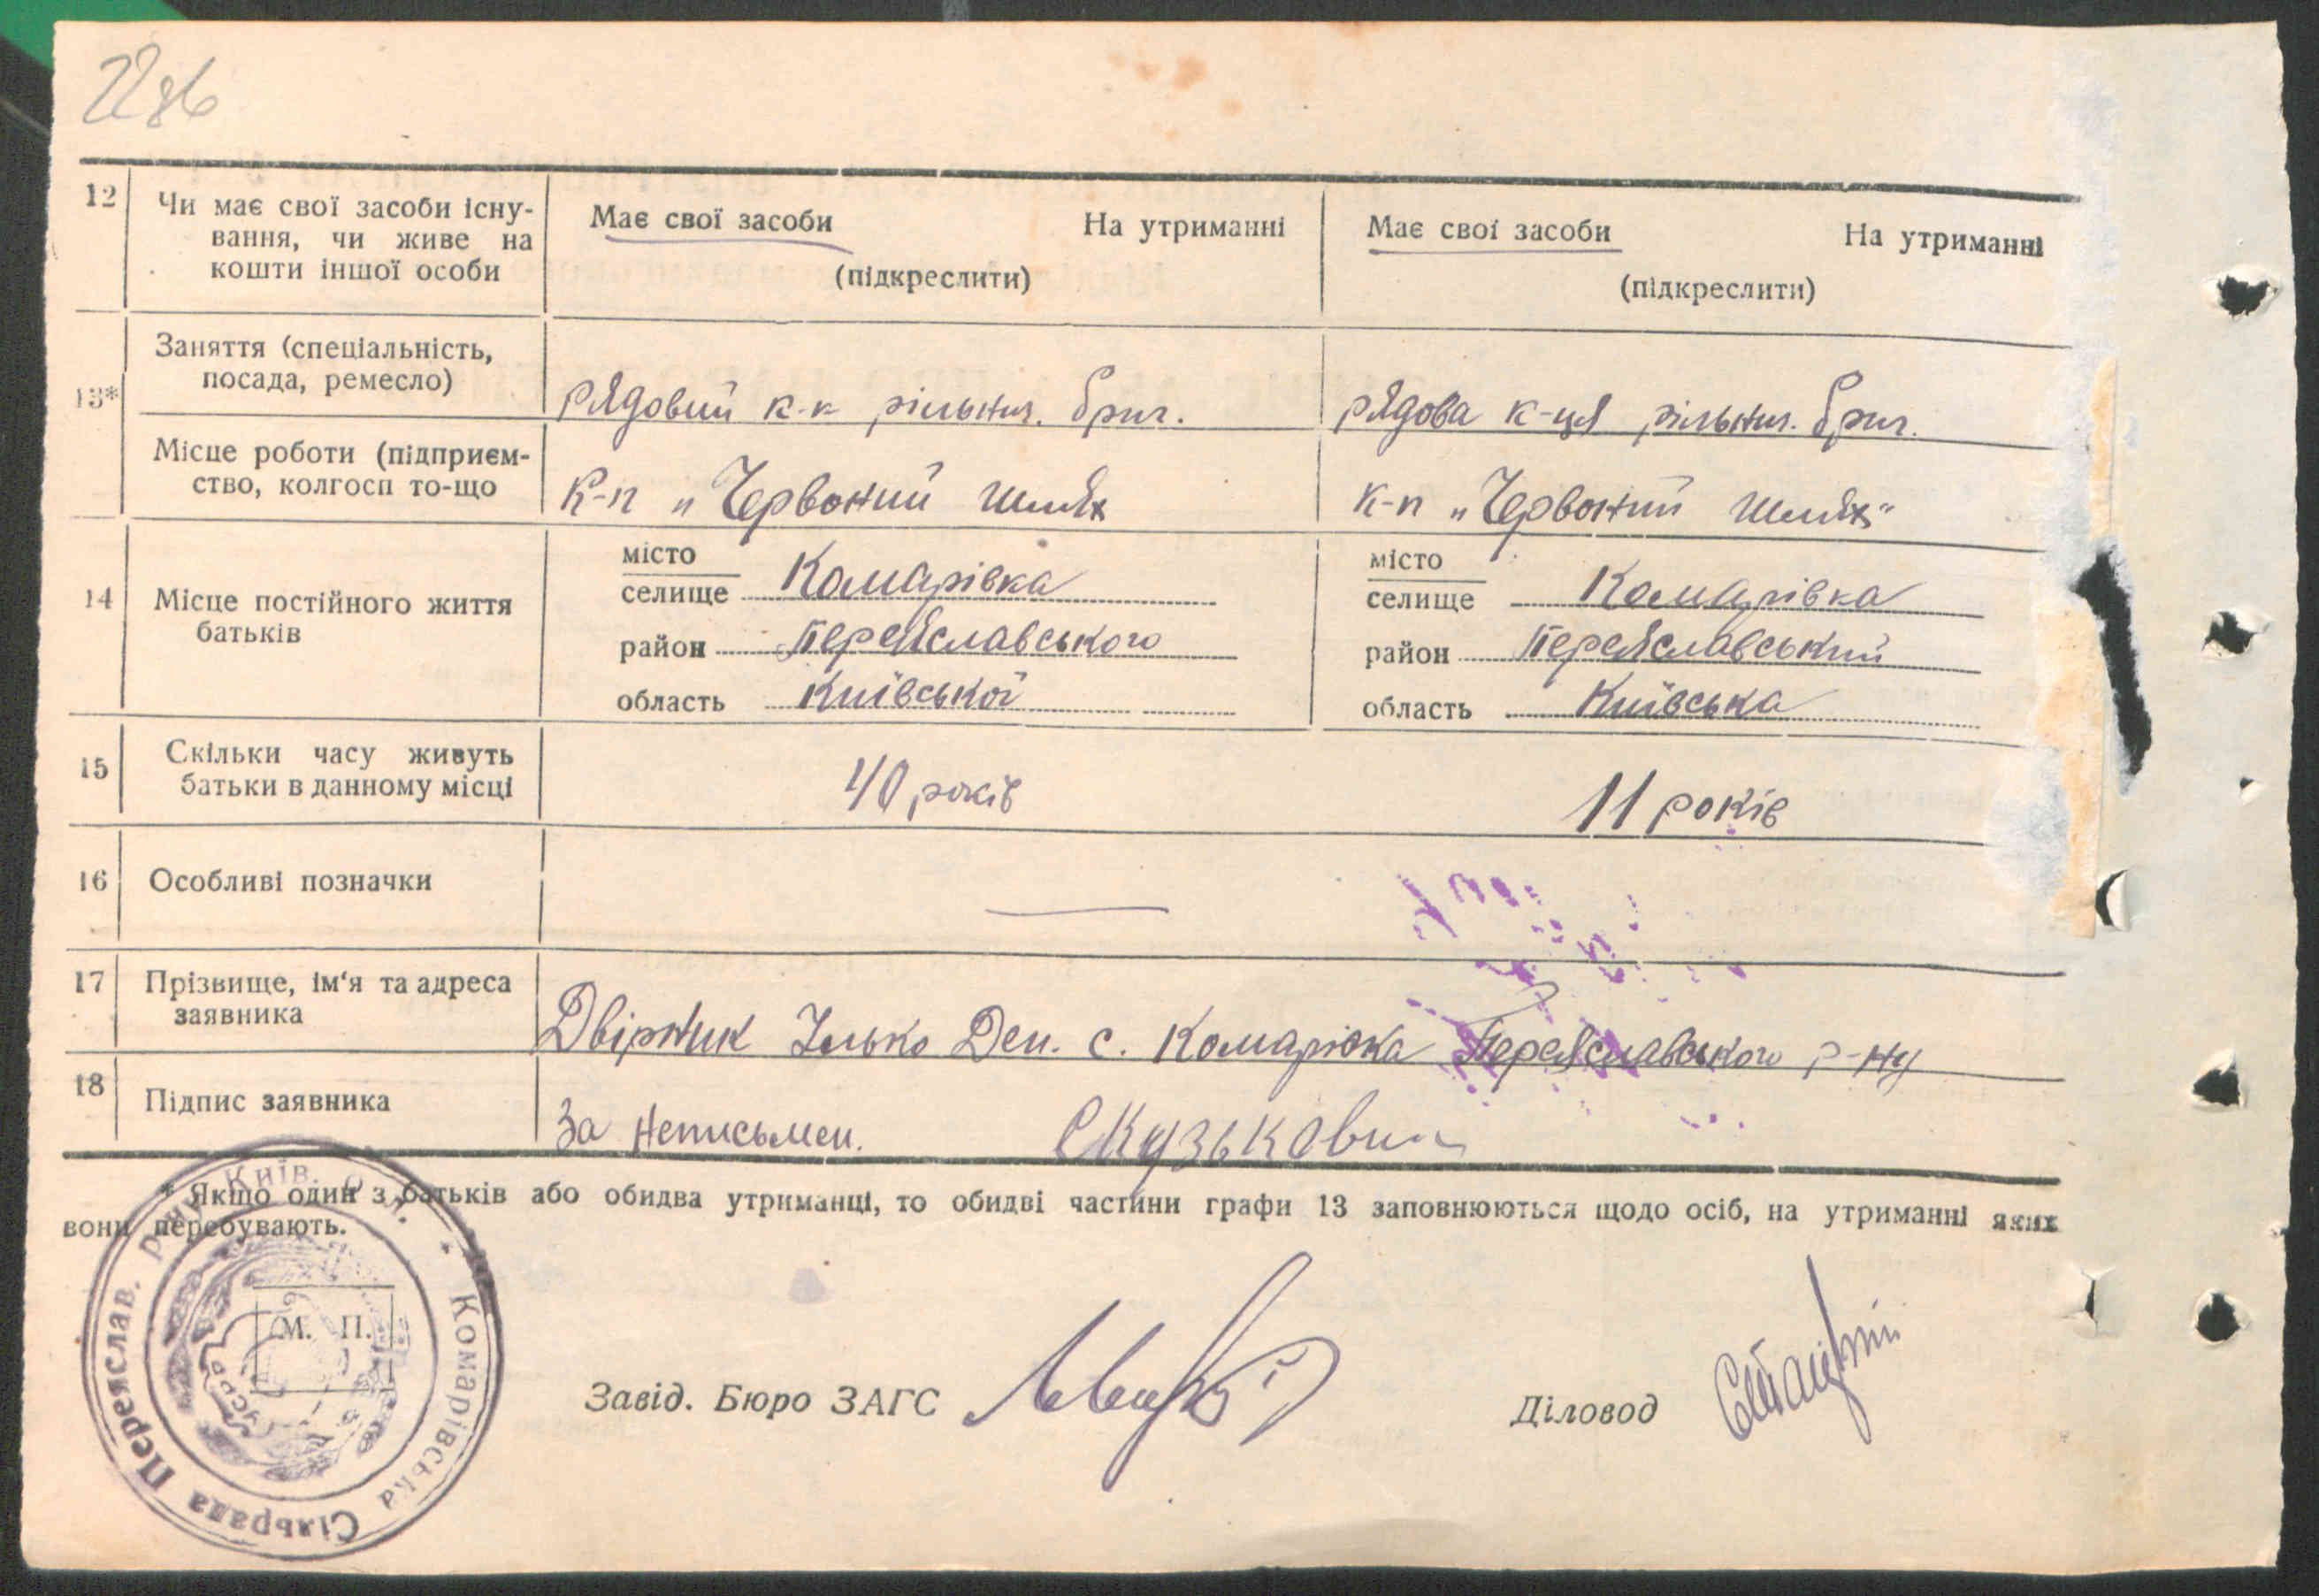 22зв
12 Чи має свої засоби існу-
вання, чи живе на
кошти іншої особи
Має свої засоби На утриманні
(підкреслити)
Має свої засоби На утриманні
(підкреслити)
13*
Заняття (спеціальність,
посада, ремесло)
рядовий к-к рільнич. бриг.
рядова к-ця рільнич. бриг.
Місце роботи (підприєм-
ство, колгосп то-що
к-п „Червоний шлях
к-п „Червоний шлях"
14 Місце постійного життя
батьків
місто
селище Комарівка
район Переяславського
область Київської
місто
селище Комарівка
район Переяславський
область Київська
15 Скільки часу живуть
батьки в данному місці
40 років
11 років
16 Особливі позначки
—
17 Прізвище, ім'я та адреса
заявника
Двірник Ілько Дем. с. Комарівка Переяславського р-ну
18 Підпис заявника
За неписьмен.
* Якщо один з батьків або обидва утриманці, то обидві частини графи 13 заповнюються щодо осіб, на утриманні яких
вони перебувають.
М. П.
Комарівська Сільрада Переяслав. р-ну Київ. обл.
УСРР
Завід. Бюро ЗАГС
Діловод